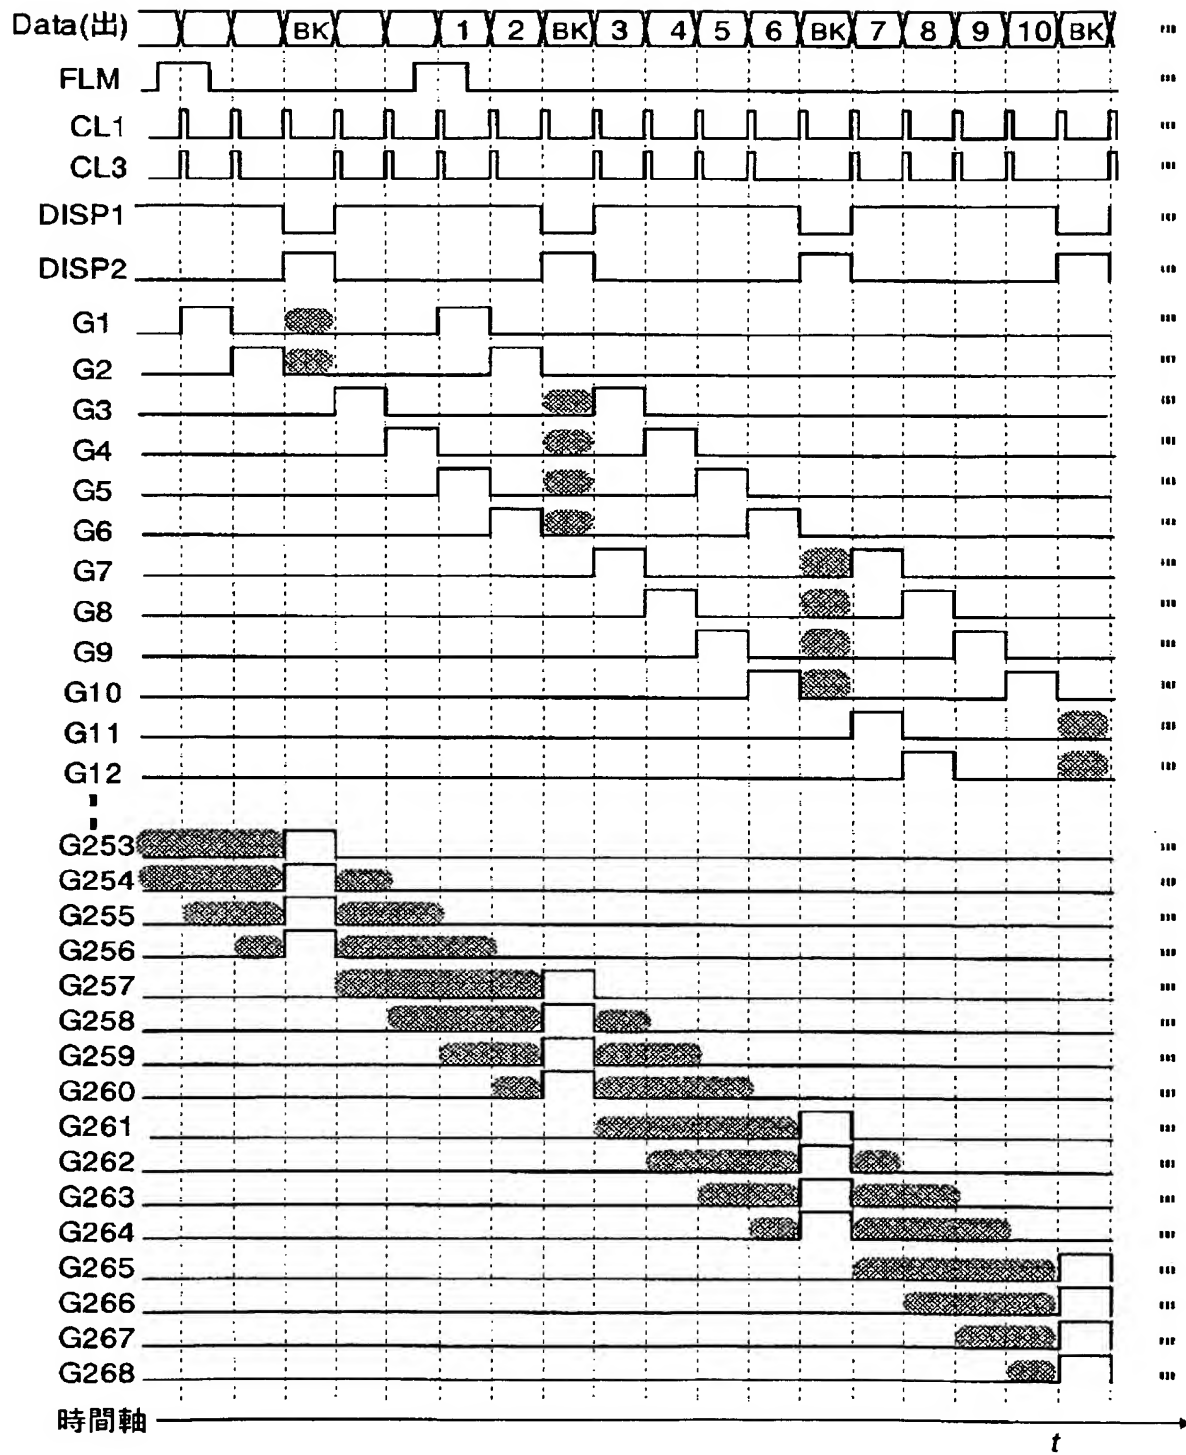 Data(出) BK 1 2 BK 3 4 5 6 BK 7 8 9 10 BK
FLM
CL1
CL3
DISP1
DISP2
G1
G2
G3
G4
G5
G6
G7
G8
G9
G10
G11
G12
G253
G254
G255
G256
G257
G258
G259
G260
G261
G262
G263
G264
G265
G266
G267
G268
時間軸
t